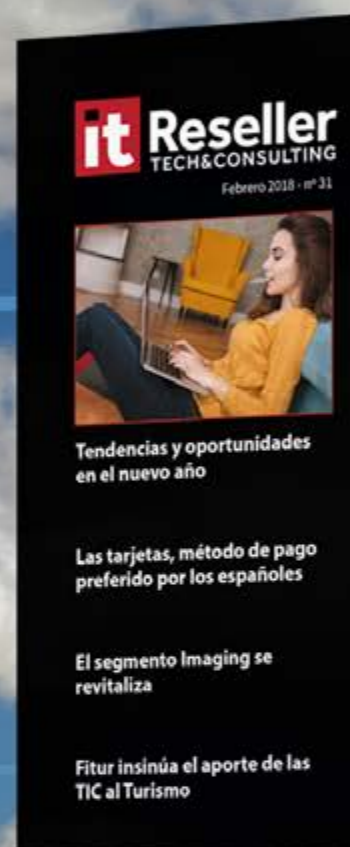 it Reseller
TECH&CONSULTING
Febrero 2018 - nº 31
Tendencias y oportunidades
en el nuevo año
Las tarjetas, método de pago
preferido por los españoles
El segmento Imaging se
revitaliza
Fitur insinúa el aporte de las
TIC al Turismo